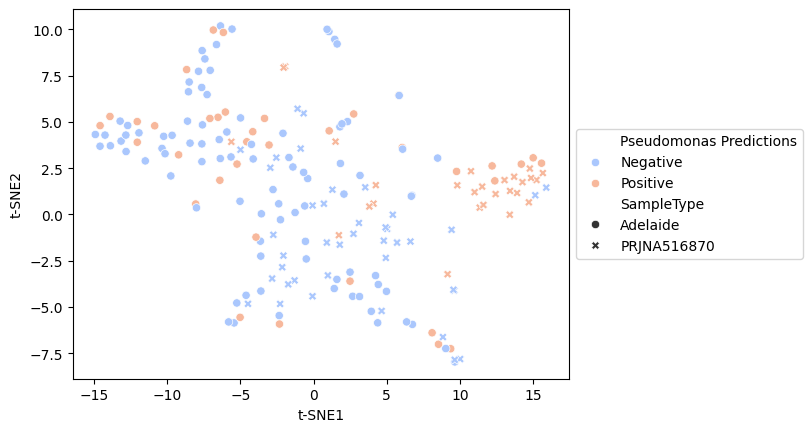 10.0
7.5
5.0
2.5
0.0
−2.5
−5.0
−7.5
t-SNE2
−15
−10
−5
0
5
10
15
t-SNE1
Pseudomonas Predictions
Negative
Positive
SampleType
Adelaide
PRJNA516870